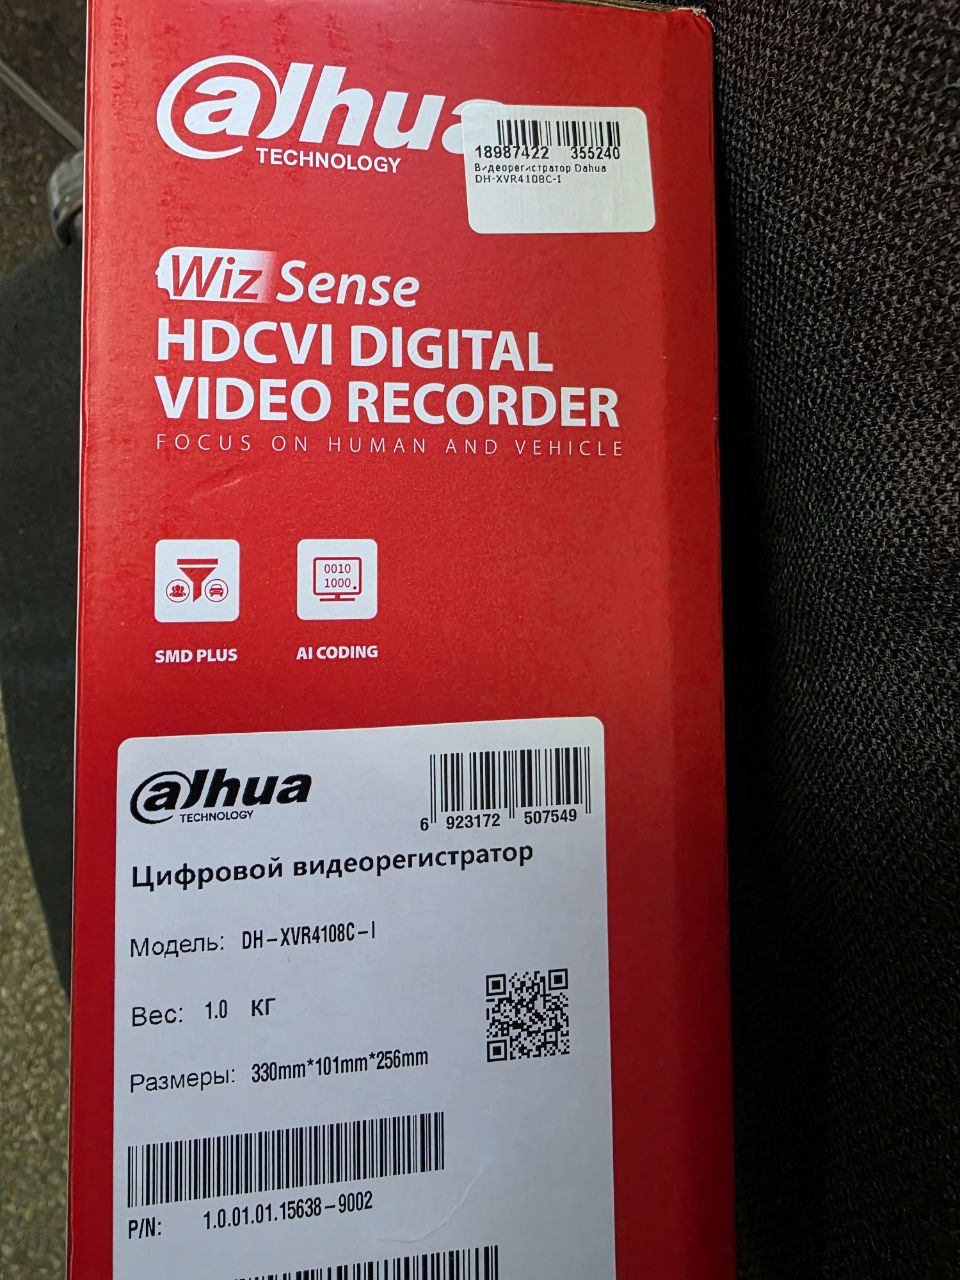 alhua
TECHNOLOGY
18987422 355240
Видеорегистратор Dahua
DH-XVR4108C-I
Wiz Sense
HDCVI DIGITAL
VIDEO RECORDER
FOCUS ON HUMAN AND VEHICLE
0010
1000
SMD PLUS
AI CODING
alhua
TECHNOLOGY
6 923172 507549
Цифровой видеорегистратор
Модель: DH-XVR4108C-I
Вес: 1.0 КГ
Размеры: 330mm*101mm*256mm
P/N: 1.0.01.01.15638-9002